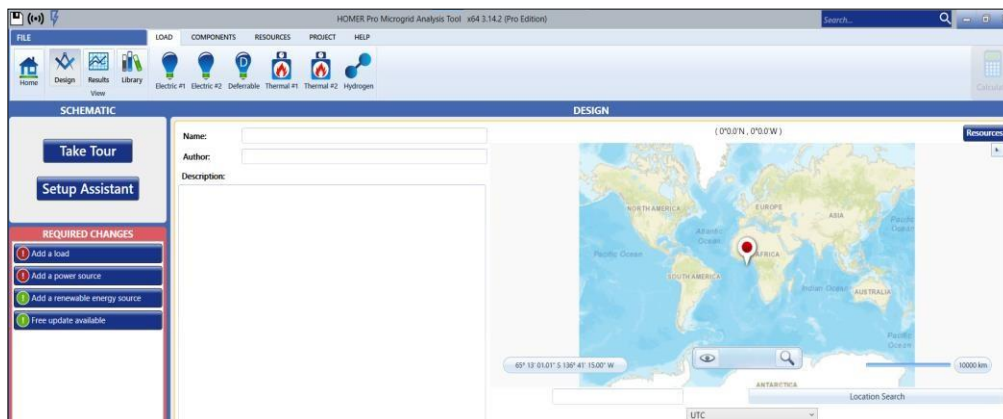 HOMER Pro Microgrid Analysis Tool x64 3.14.2 (Pro Edition)
Search...
FILE
LOAD COMPONENTS RESOURCES PROJECT HELP
Home Design Results Library Electric #1 Electric #2 Deferrable Thermal #1 Thermal #2 Hydrogen Calculate
View
SCHEMATIC DESIGN
Take Tour
Setup Assistant
REQUIRED CHANGES
Add a load
Add a power source
Add a renewable energy source
Free update available
Name:
Author:
Description:
( 0°0.0'N , 0°0.0'W )
Resources
NORTH AMERICA EUROPE ASIA
Atlantic Ocean
Pacific Ocean
Pacific Ocean
AFRICA
SOUTH AMERICA
Indian Ocean
AUSTRALIA
Pacific Ocean
ANTARCTICA
65° 13' 01.01" S 136° 41' 15.00" W
10000 km
Location Search
UTC